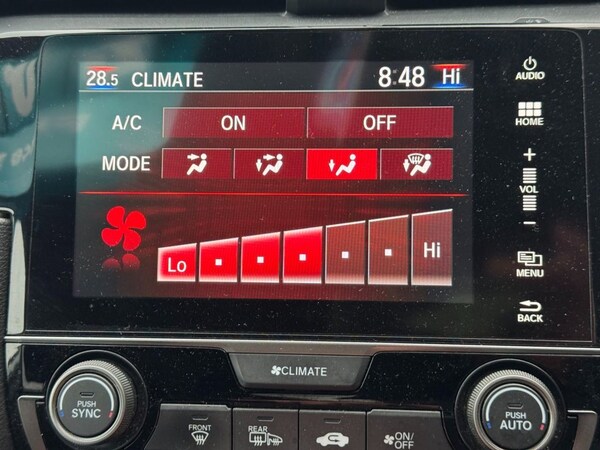 28.5 CLIMATE 8:48 Hi
A/C ON OFF
MODE
Lo Hi
AUDIO
HOME
+
VOL
−
MENU
BACK
CLIMATE
PUSH
SYNC
FRONT
REAR
ON/
OFF
PUSH
AUTO